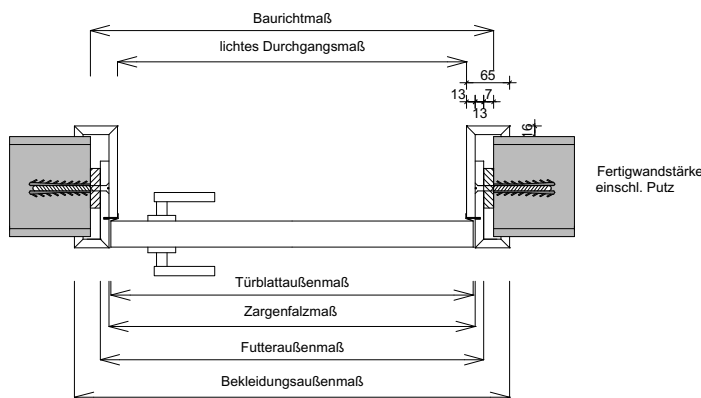 Baurichtmaß
lichtes Durchgangsmaß
65
13 7
13
16
Fertigwandstärke
einschl. Putz
Türblattaußenmaß
Zargenfalzmaß
Futteraußenmaß
Bekleidungsaußenmaß